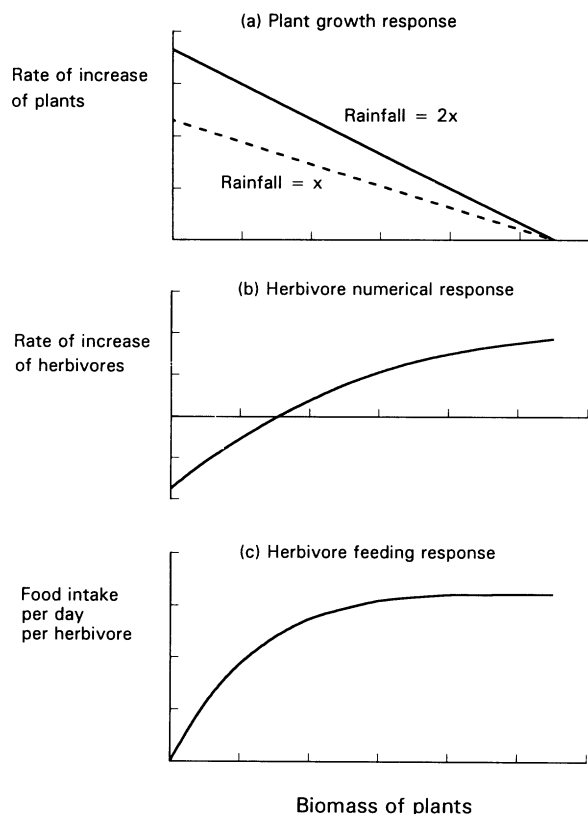 (a) Plant growth response
Rate of increase
of plants
Rainfall = 2x
Rainfall = x
(b) Herbivore numerical response
Rate of increase
of herbivores
(c) Herbivore feeding response
Food intake
per day
per herbivore
Biomass of plants